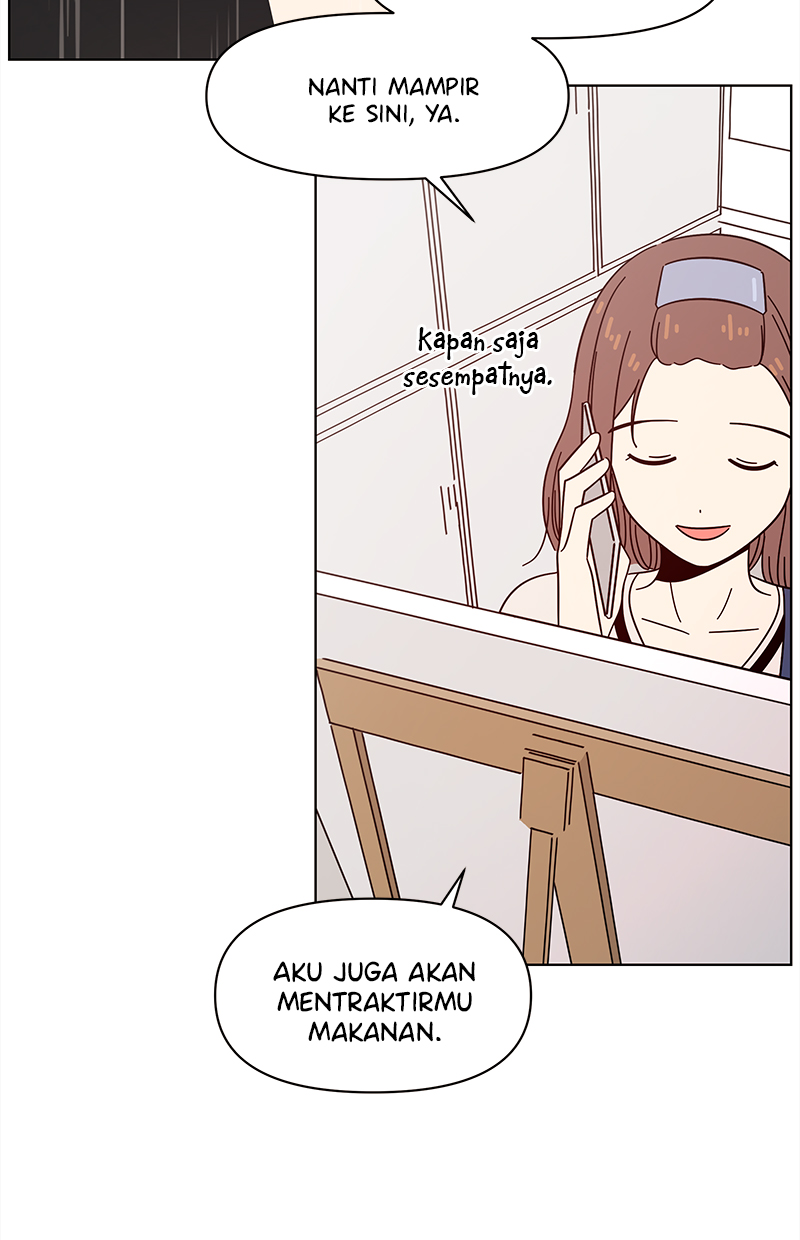 NANTI MAMPIR
KE SINI, YA.
Kapan saja
sesempatnya.
AKU JUGA AKAN
MENTRAKTIRMU
MAKANAN.